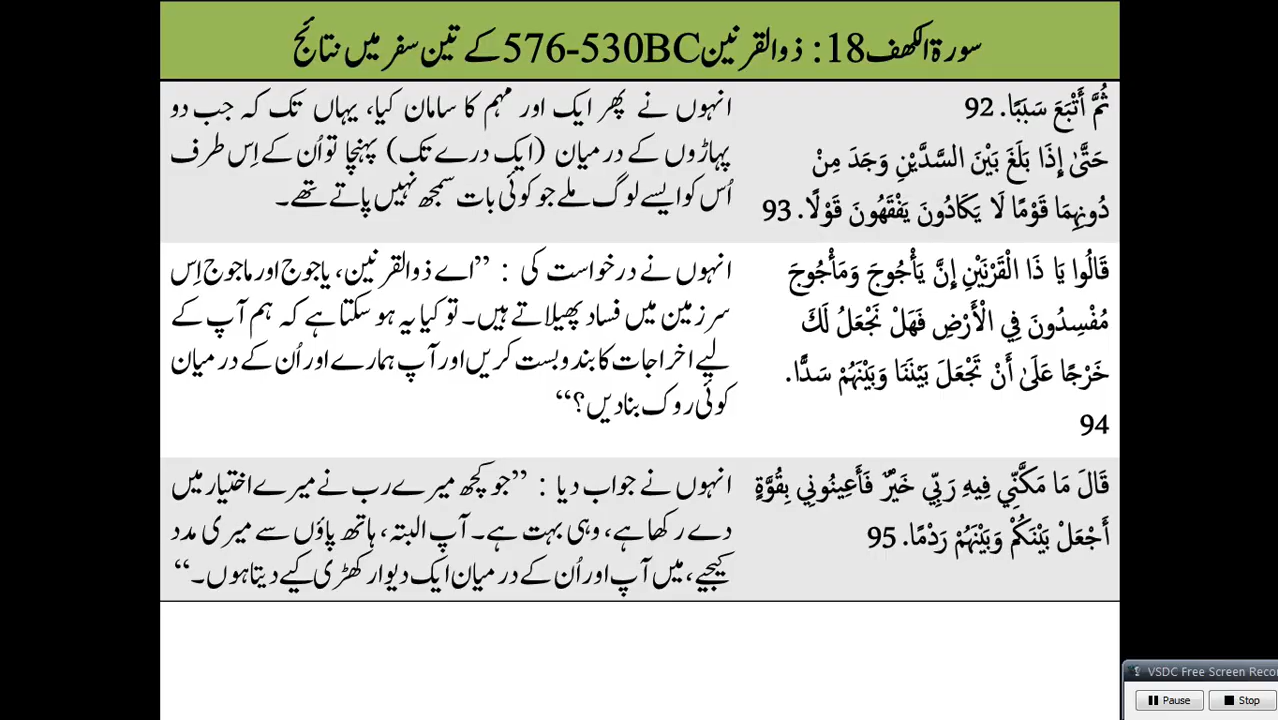 سورۃ الکھف 18: ذوالقرنین 576-530BC کے تین سفر میں نتائج
ثُمَّ أَتْبَعَ سَبَبًا. 92
حَتَّىٰ إِذَا بَلَغَ بَيْنَ السَّدَّيْنِ وَجَدَ مِنْ
دُونِهِمَا قَوْمًا لَا يَكَادُونَ يَفْقَهُونَ قَوْلًا. 93
انہوں نے پھر ایک اور مہم کا سامان کیا، یہاں تک کہ جب دو
پہاڑوں کے درمیان (ایک درے تک) پہنچا تو اُن کے اِس طرف
اُس کو ایسے لوگ ملے جو کوئی بات سمجھ نہیں پاتے تھے۔
قَالُوا يَا ذَا الْقَرْنَيْنِ إِنَّ يَأْجُوجَ وَمَأْجُوجَ
مُفْسِدُونَ فِي الْأَرْضِ فَهَلْ نَجْعَلُ لَكَ
خَرْجًا عَلَىٰ أَنْ تَجْعَلَ بَيْنَنَا وَبَيْنَهُمْ سَدًّا.
94
انہوں نے درخواست کی : ”اے ذوالقرنین، یاجوج اور ماجوج اِس
سرزمین میں فساد پھیلاتے ہیں۔ تو کیا یہ ہو سکتا ہے کہ ہم آپ کے
لیے اخراجات کا بندوبست کریں اور آپ ہمارے اور اُن کے درمیان
کوئی روک بنا دیں؟“
قَالَ مَا مَكَّنِّي فِيهِ رَبِّي خَيْرٌ فَأَعِينُونِي بِقُوَّةٍ
أَجْعَلْ بَيْنَكُمْ وَبَيْنَهُمْ رَدْمًا. 95
انہوں نے جواب دیا : ”جو کچھ میرے رب نے میرے اختیار میں
دے رکھا ہے، وہی بہت ہے۔ آپ البتہ، ہاتھ پاؤں سے میری مدد
کیجیے، میں آپ اور اُن کے درمیان ایک دیوار کھڑی کیے دیتا ہوں۔“
VSDC Free Screen Recor
Pause Stop